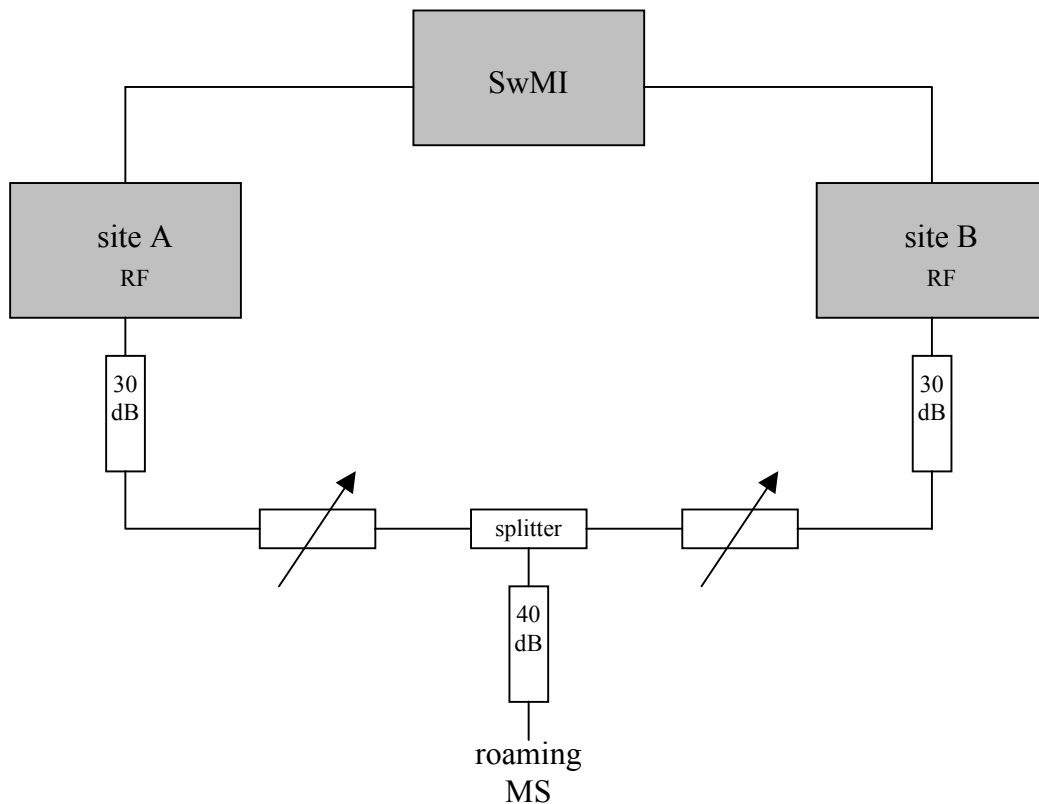 SwMI
site A
RF
site B
RF
30
dB
30
dB
splitter
40
dB
roaming
MS